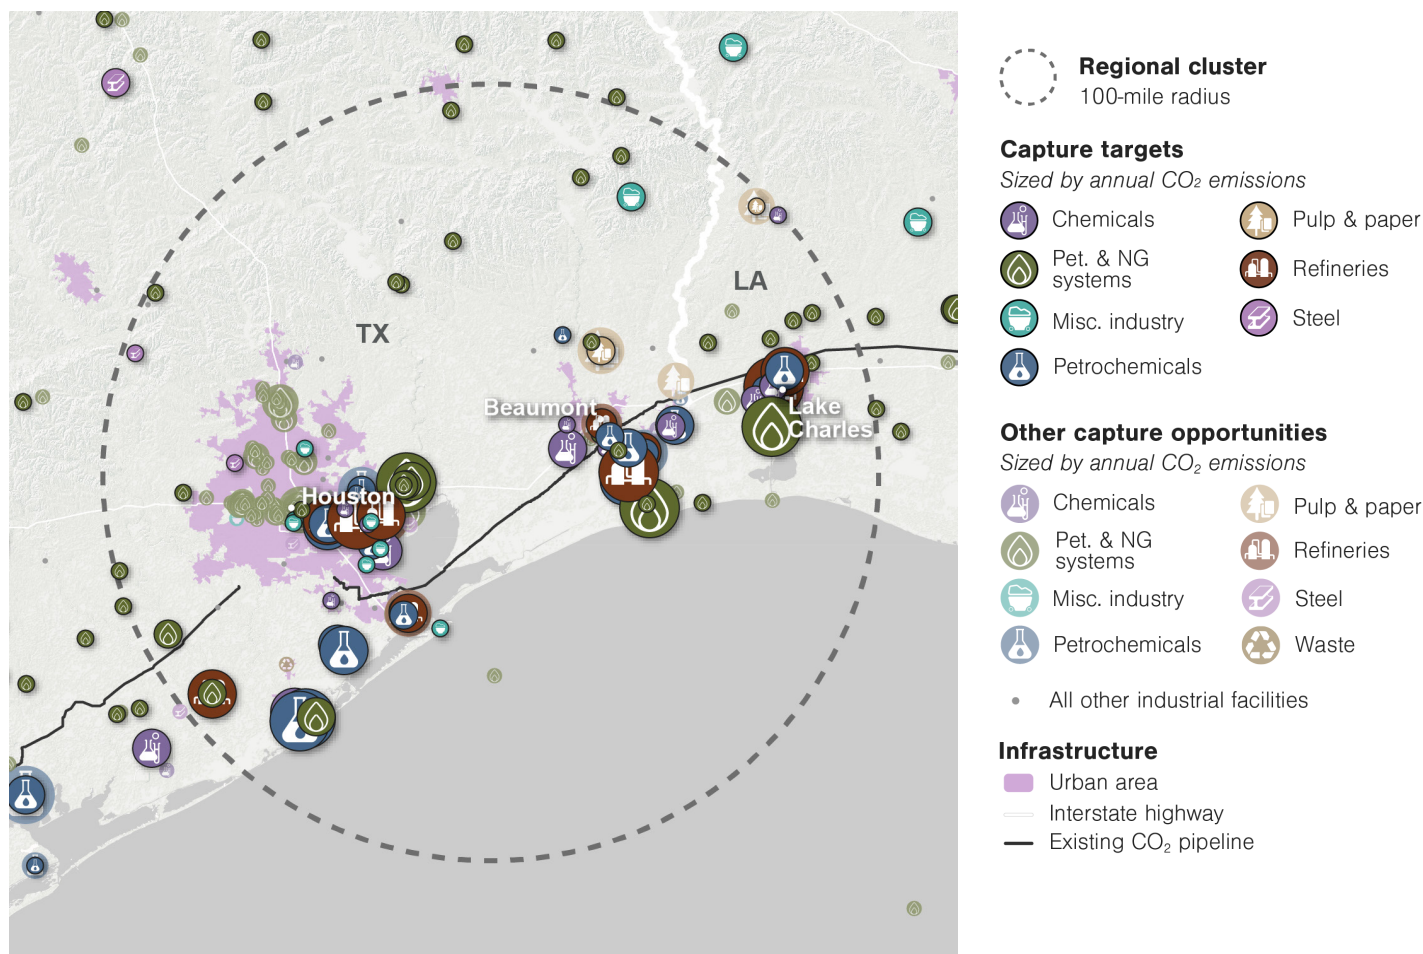 TX
LA
Beaumont
Lake
Charles
Houston
Regional cluster
100-mile radius
Capture targets
Sized by annual CO₂ emissions
Chemicals
Pulp & paper
Pet. & NG
systems
Refineries
Misc. industry
Steel
Petrochemicals
Other capture opportunities
Sized by annual CO₂ emissions
Chemicals
Pulp & paper
Pet. & NG
systems
Refineries
Misc. industry
Steel
Petrochemicals
Waste
All other industrial facilities
Infrastructure
Urban area
Interstate highway
Existing CO₂ pipeline